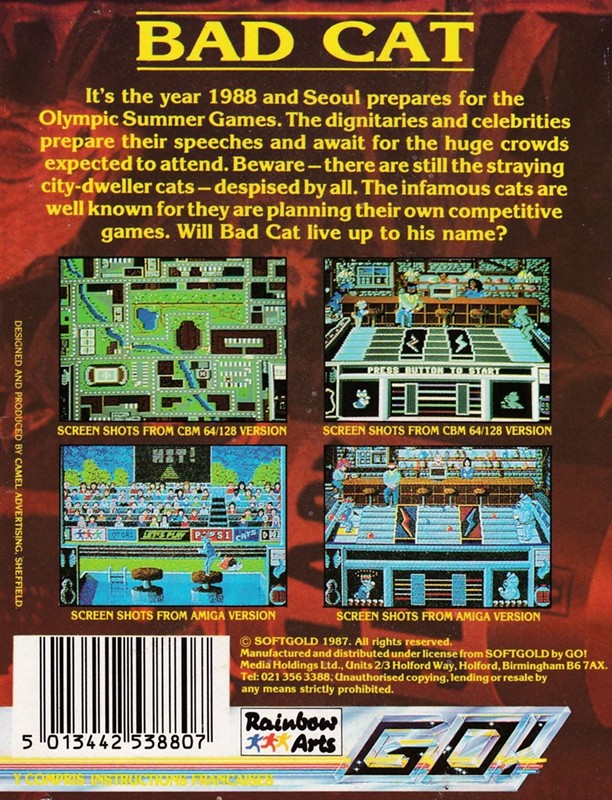 BAD CAT
It's the year 1988 and Seoul prepares for the
Olympic Summer Games. The dignitaries and celebrities
prepare their speeches and await for the huge crowds
expected to attend. Beware – there are still the straying
city-dweller cats – despised by all. The infamous cats are
well known for they are planning their own competitive
games. Will Bad Cat live up to his name?
DESIGNED AND PRODUCED BY CAMEL ADVERTISING, SHEFFIELD.
PRESS BUTTON TO START
SCREEN SHOTS FROM CBM 64/128 VERSION
SCREEN SHOTS FROM CBM 64/128 VERSION
HIT!
LET'S PLAY
CATS
SCREEN SHOTS FROM AMIGA VERSION
SCREEN SHOTS FROM AMIGA VERSION
© SOFTGOLD 1987. All rights reserved.
Manufactured and distributed under license from SOFTGOLD by GO!
Media Holdings Ltd., Units 2/3 Holford Way, Holford, Birmingham B6 7AX.
Tel: 021 356 3388. Unauthorised copying, lending or resale by
any means strictly prohibited.
5 013442 538807
Rainbow
Arts
GO!
Y COMPRIS INSTRUCTIONS FRANCAISES